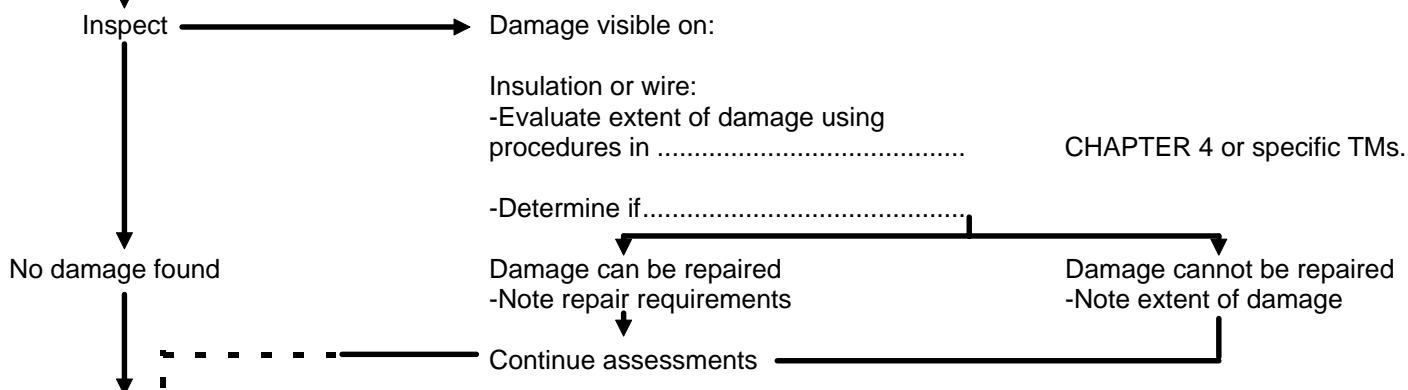 Inspect
Damage visible on:
Insulation or wire:
-Evaluate extent of damage using
procedures in .......................................... CHAPTER 4 or specific TMs.
-Determine if............................................
No damage found
Damage can be repaired
-Note repair requirements
Damage cannot be repaired
-Note extent of damage
Continue assessments